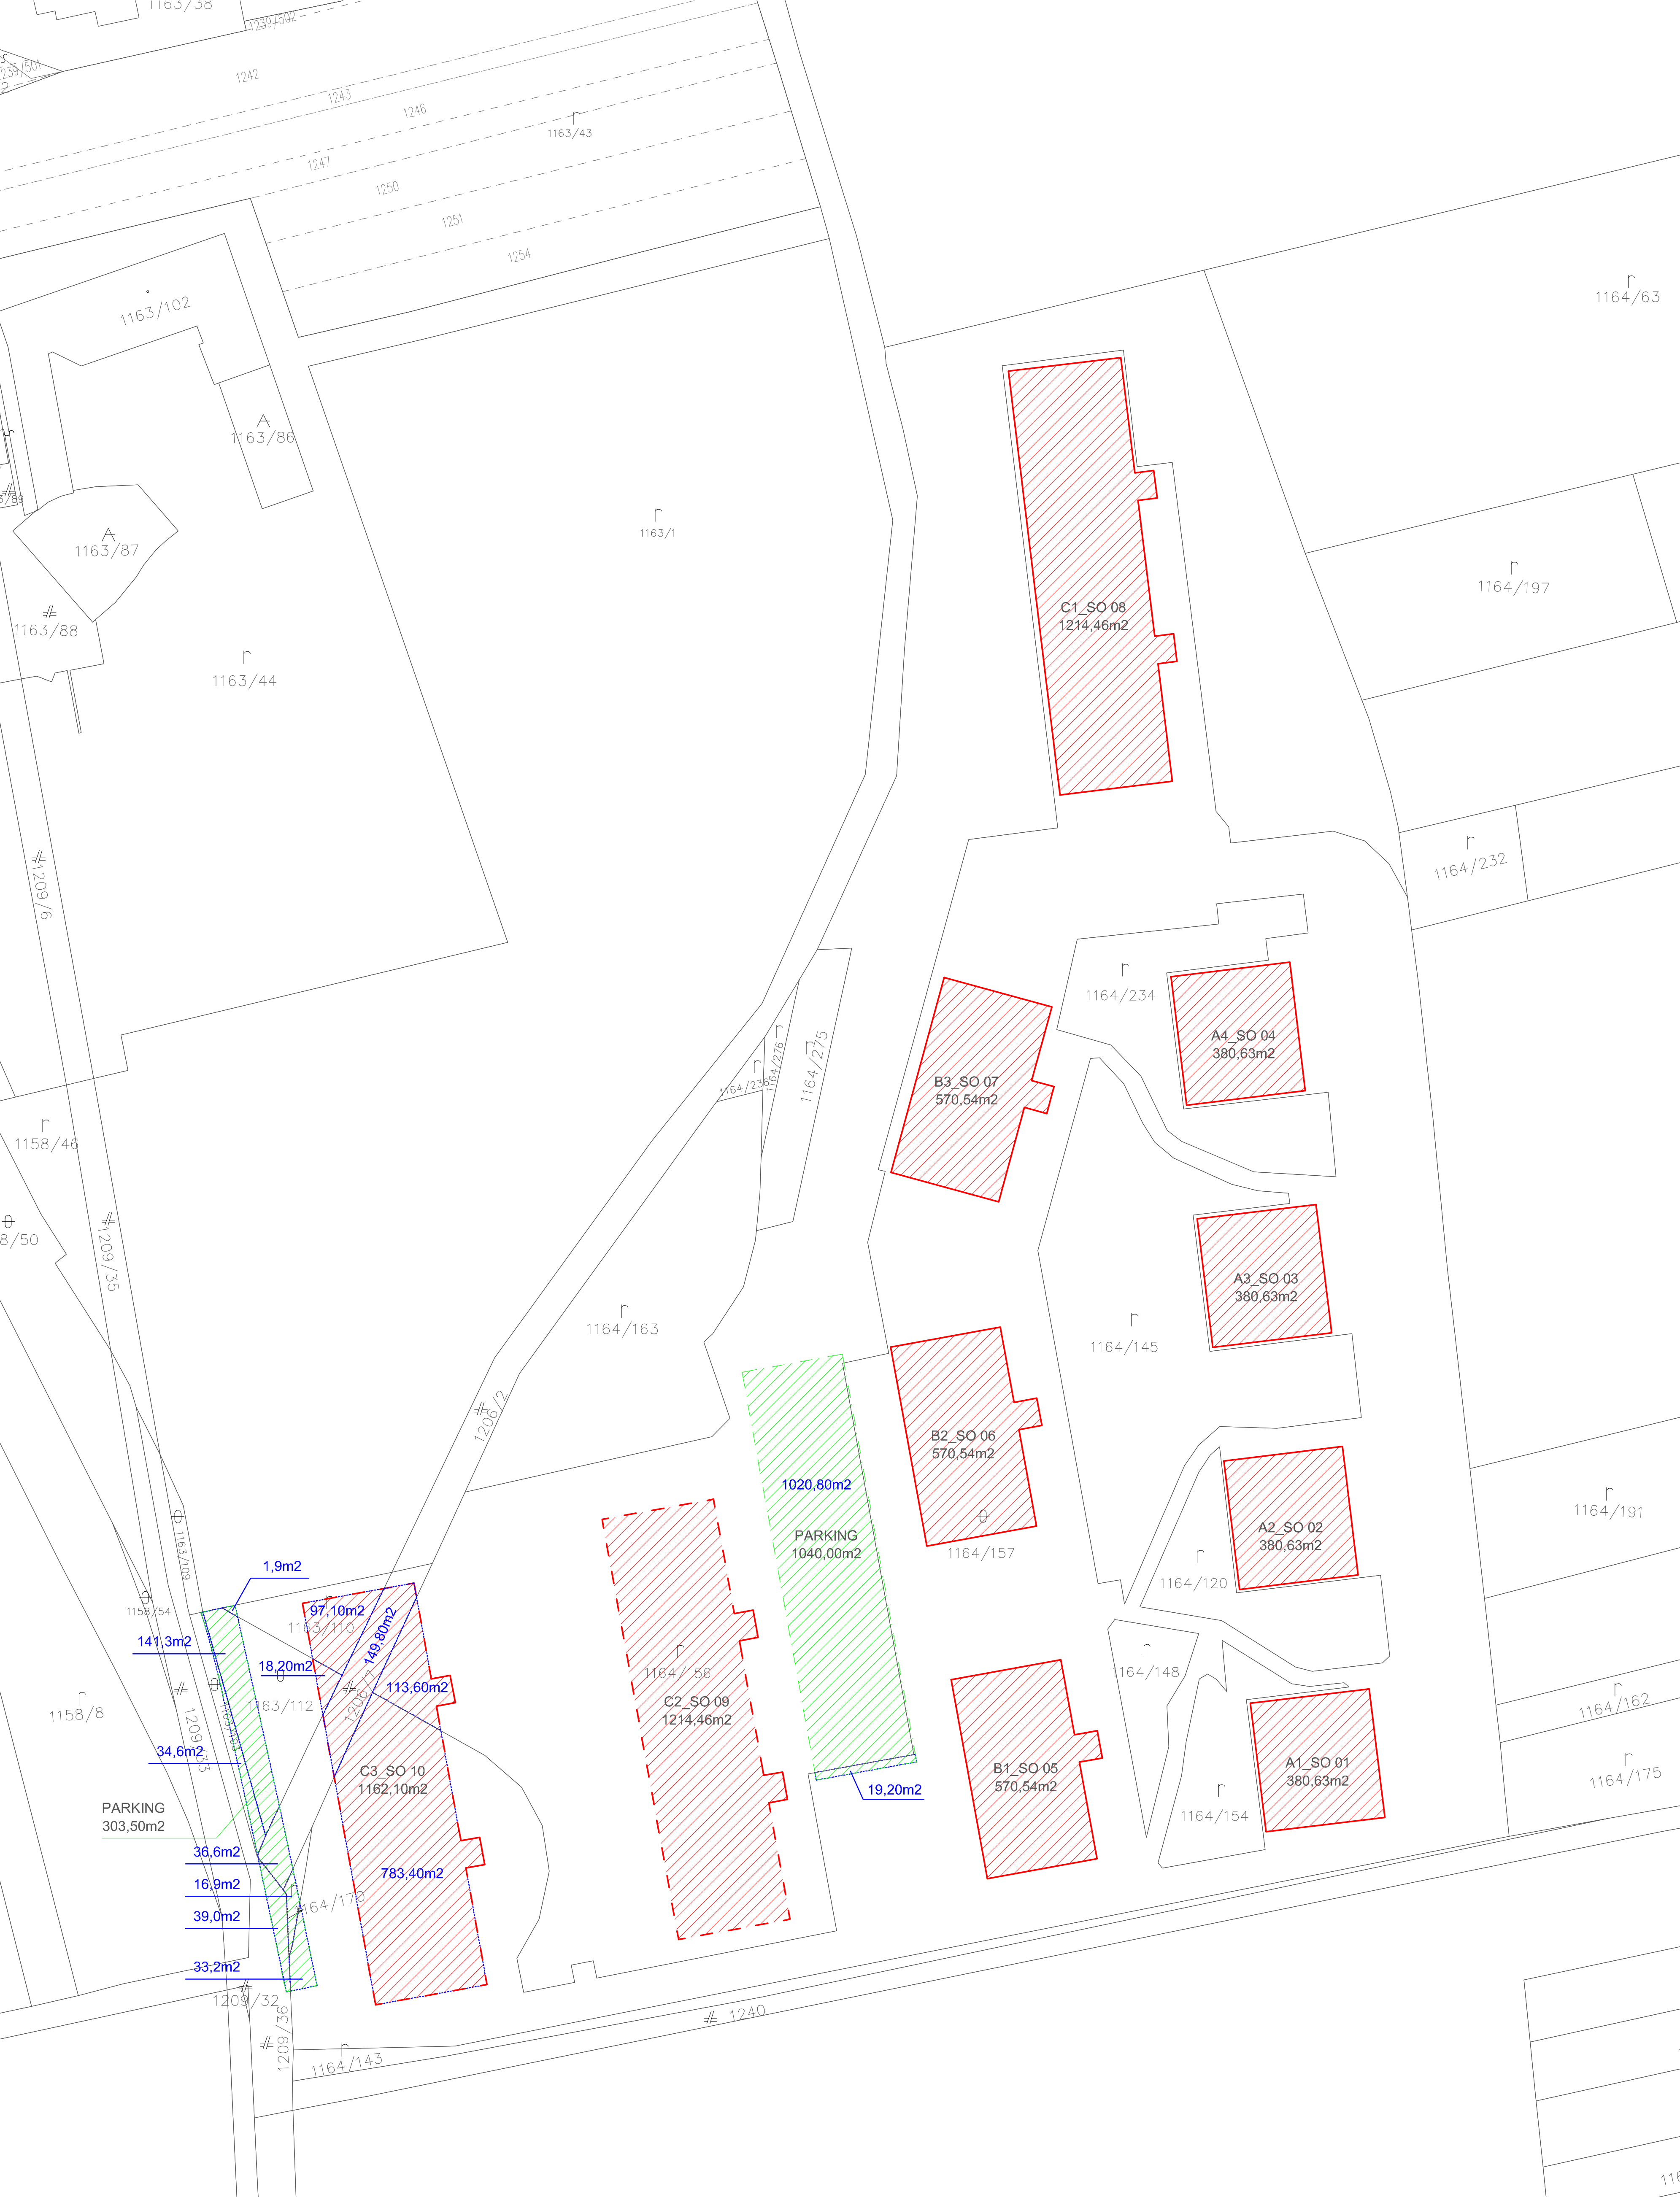 1163/38
1239/502
1242
1243
1246
r
1163/43
1247
1250
1251
1254
1163/102
r
1164/63
A
1163/86
r
1163/1
A
1163/87
r
1164/197
1163/88
C1_SO 08
1214,46m2
r
1163/44
r
1164/232
1209/6
r
1164/234
A4_SO 04
380,63m2
r
1164/276
r
1164/275
r
1164/236
B3_SO 07
570,54m2
r
1158/46
8/50
1209/35
A3_SO 03
380,63m2
r
1164/163
r
1164/145
1206/2
B2_SO 06
570,54m2
1020,80m2
PARKING
1040,00m2
1164/157
r
1164/191
A2_SO 02
380,63m2
1163/109
1,9m2
r
1164/120
1158/54
97,10m2
r
1163/110
149,80m2
141,3m2
18,20m2
1163/112
113,60m2
r
1164/156
C2_SO 09
1214,46m2
r
1164/148
r
1158/8
1209/33
r
1164/162
34,6m2
C3_SO 10
1162,10m2
B1_SO 05
570,54m2
A1_SO 01
380,63m2
r
1164/175
19,20m2
r
1164/154
PARKING
303,50m2
36,6m2
783,40m2
16,9m2
1164/170
39,0m2
33,2m2
1209/32
1209/36
1240
r
1164/143